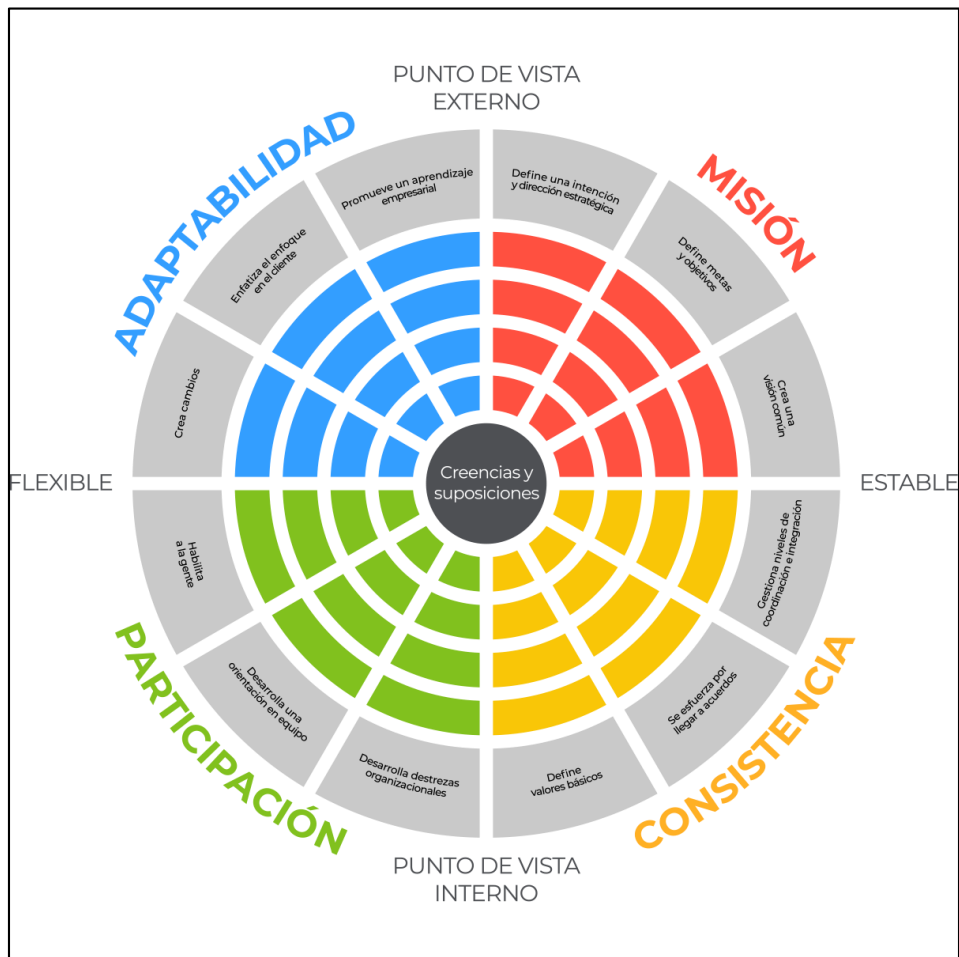 PUNTO DE VISTA
EXTERNO
ADAPTABILIDAD
MISIÓN
Promueve un aprendizaje
empresarial
Define una intención
y dirección estratégica
Enfatiza el enfoque
en el cliente
Define metas
y objetivos
Crea cambios
Crea una
visión común
FLEXIBLE
Creencias y
suposiciones
ESTABLE
Habilita
a la gente
Gestiona niveles de
coordinación e integración
Desarrolla una
orientación en equipo
Se esfuerza por
llegar a acuerdos
Desarrolla destrezas
organizacionales
Define
valores básicos
PARTICIPACIÓN
CONSISTENCIA
PUNTO DE VISTA
INTERNO